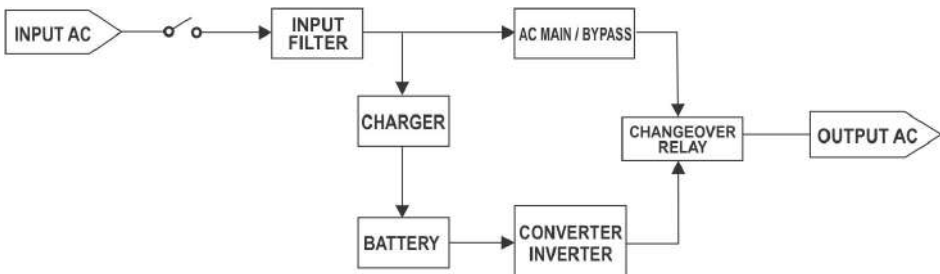 INPUT AC
INPUT
FILTER
AC MAIN / BYPASS
CHARGER
CHANGEOVER
RELAY
OUTPUT AC
BATTERY
CONVERTER
INVERTER